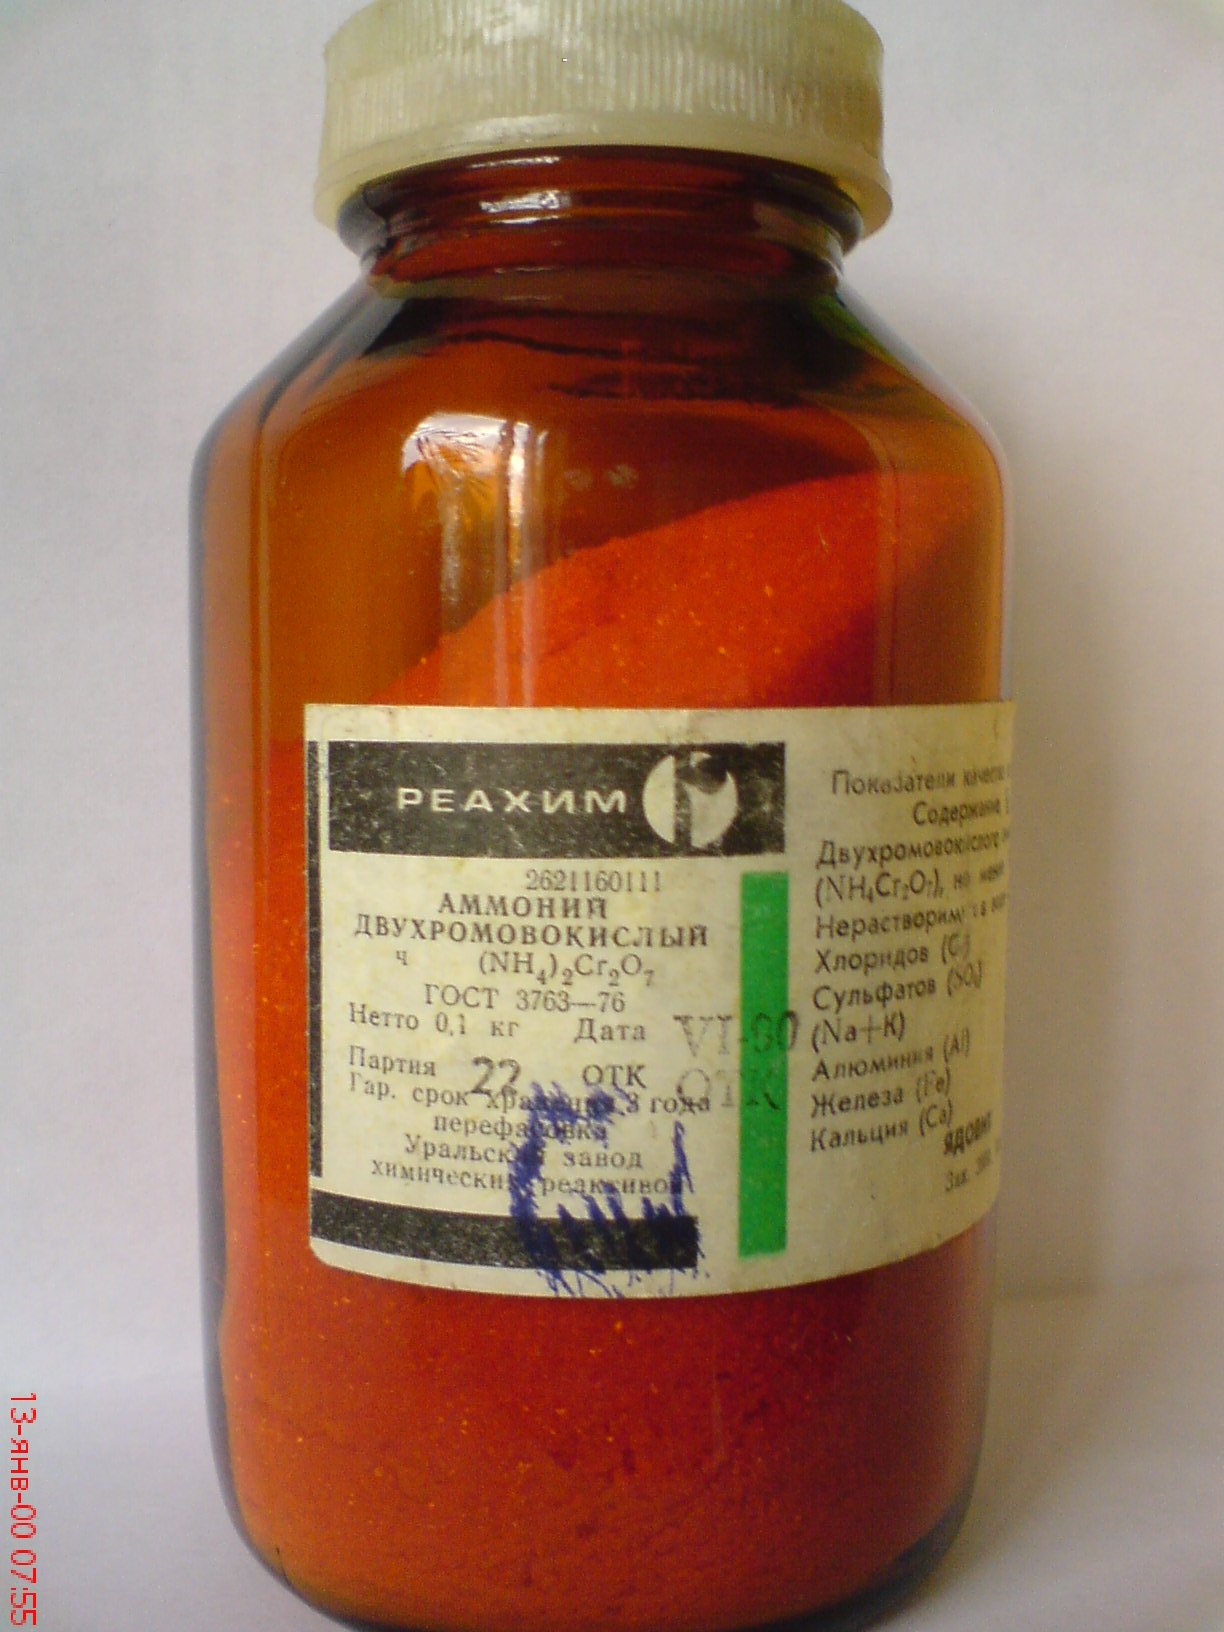 РЕАХИМ
2621160111
АММОНИЙ
ДВУХРОМОВОКИСЛЫЙ
ч (NH₄)₂Cr₂O₇
ГОСТ 3763—76
Нетто 0,1 кг Дата VI-80
Партия 22 ОТК ОТК
Гар. срок хранения 3 года
перефасовка
Уральский завод
химических реактивов
Показатели
Содержание
Двухромовокислого
(NH₄Cr₂O₇), не
Нерастворим в
Хлоридов
Сульфатов (SO₄)
(Na+K)
Алюминия (Al)
Железа (Fe)
Кальция (Ca)
Зак.
13-янв-00 07:55